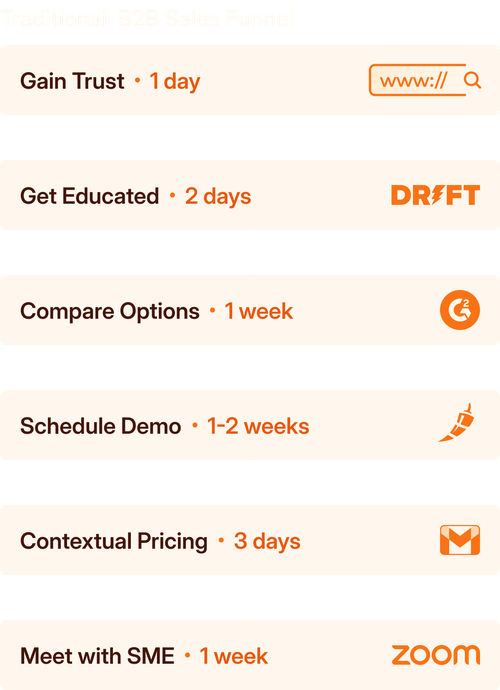 Traditional B2B Sales Funnel
Gain Trust • 1 day
www://
Get Educated • 2 days
DRIFT
Compare Options • 1 week
G2
Schedule Demo • 1-2 weeks
Contextual Pricing • 3 days
M
Meet with SME • 1 week
zoom